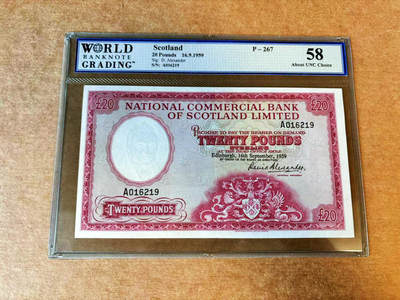 WORLD
BANKNOTE
GRADING
Scotland
20 Pounds 16.9.1959
Sig: D. Alexander
S/N: A016219
P – 267
58
About UNC Choice
£20
£20
NATIONAL COMMERCIAL BANK
OF SCOTLAND LIMITED
PROMISE TO PAY THE BEARER ON DEMAND
A016219
TWENTY POUNDS
STERLING
Edinburgh, 16th September, 1959
David Alexander
A016219
TWENTY POUNDS
£20